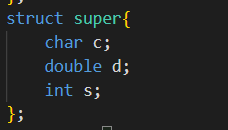 struct super{
    char c;
    double d;
    int s;
};